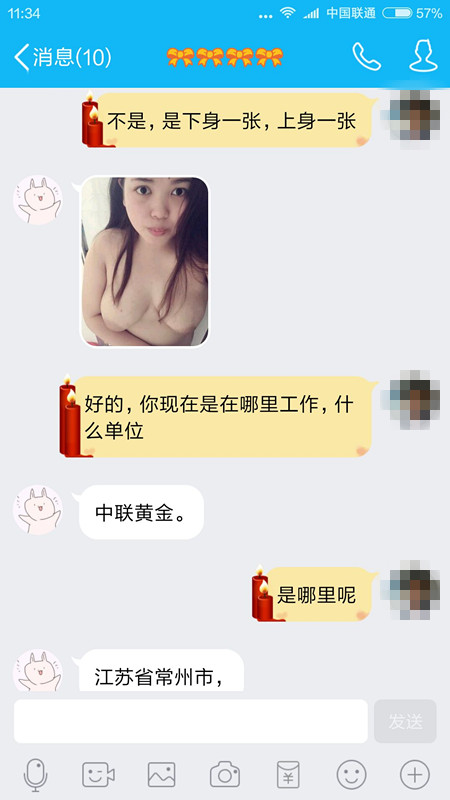 11:34
中国联通
57%
消息(10)
不是，是下身一张，上身一张
好的，你现在是在哪里工作，什
么单位
中联黄金。
是哪里呢
江苏省常州市，
发送
¥